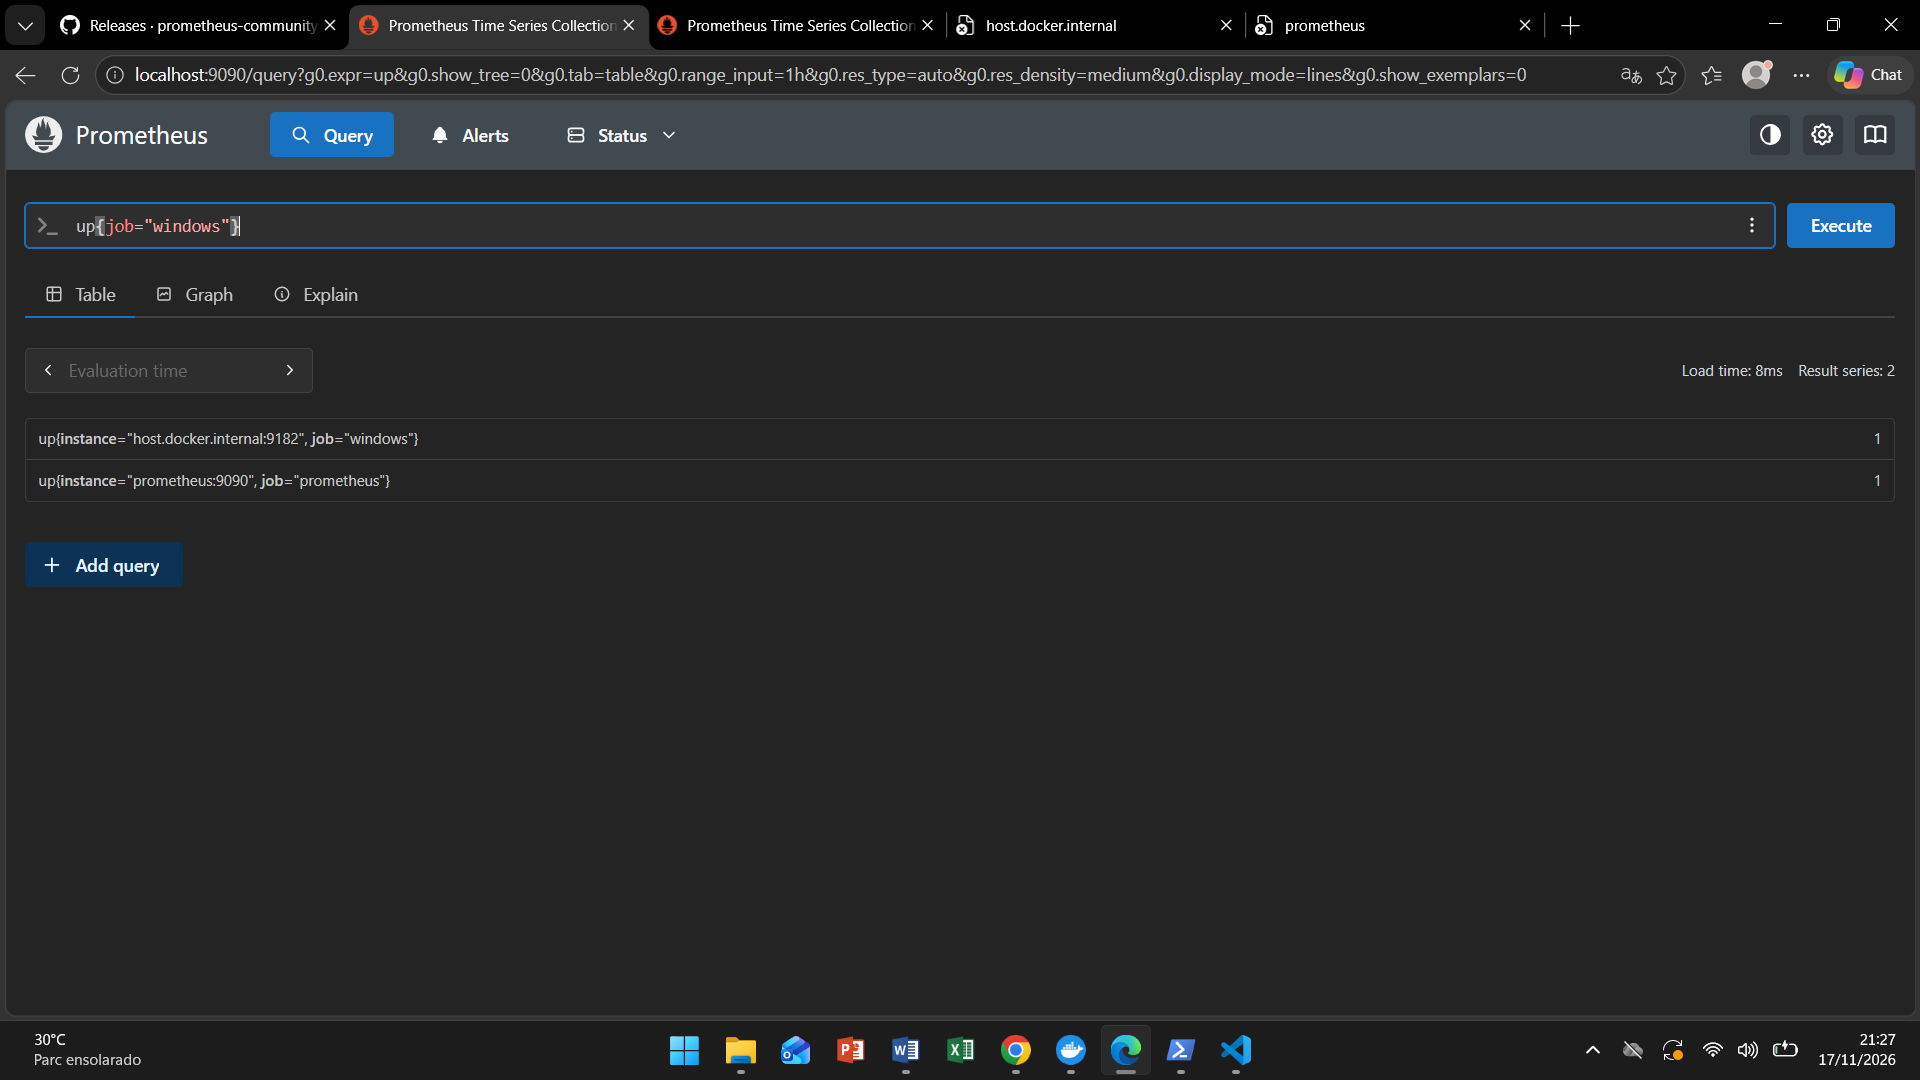 Releases · prometheus-community
Prometheus Time Series Collection
Prometheus Time Series Collection
host.docker.internal
prometheus
localhost:9090/query?g0.expr=up&g0.show_tree=0&g0.tab=table&g0.range_input=1h&g0.res_type=auto&g0.res_density=medium&g0.display_mode=lines&g0.show_exemplars=0
Chat
Prometheus
Query
Alerts
Status
up{job="windows"}
Execute
Table
Graph
Explain
Evaluation time
Load time: 8ms Result series: 2
up{instance="host.docker.internal:9182", job="windows"} 1
up{instance="prometheus:9090", job="prometheus"} 1
Add query
30°C
Parc ensolarado
21:27
17/11/2026